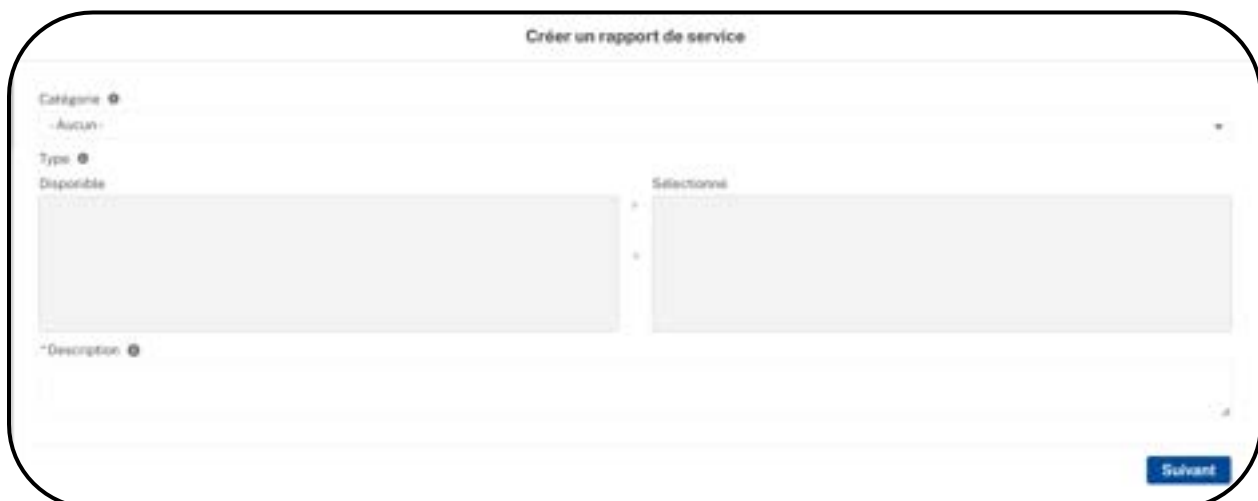 Créer un rapport de service
Catégorie
- Aucun -
Type
Disponible Sélectionné
*Description
Suivant